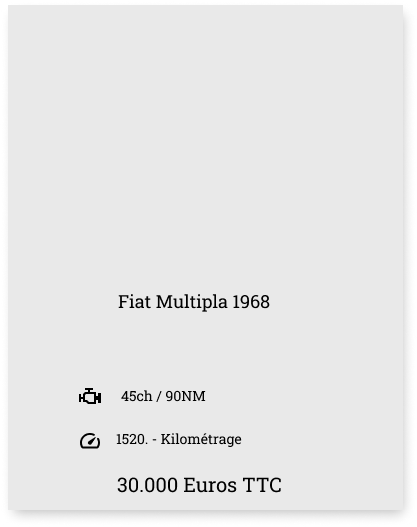 Fiat Multipla 1968
45ch / 90NM
1520. - Kilométrage
30.000 Euros TTC